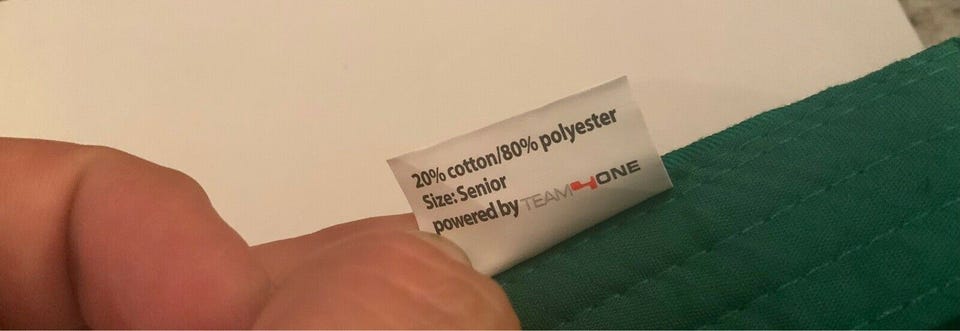 20% cotton/80% polyester
Size: Senior
powered by TEAM4ONE